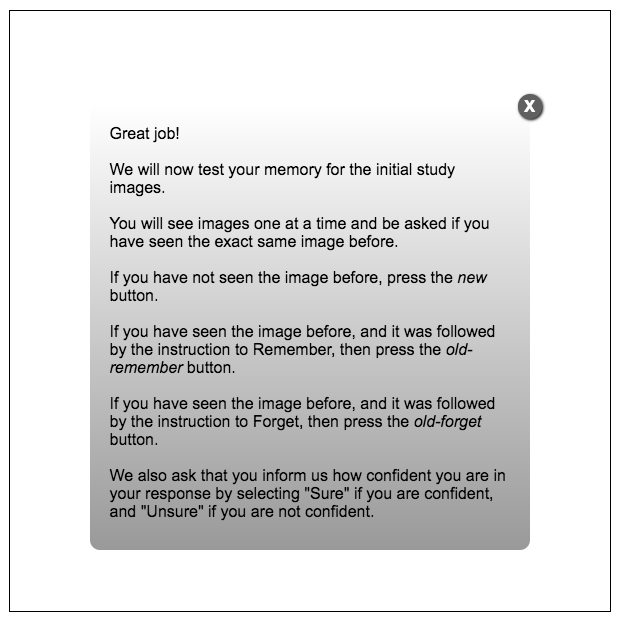 X
Great job!
We will now test your memory for the initial study
images.
You will see images one at a time and be asked if you
have seen the exact same image before.
If you have not seen the image before, press the new
button.
If you have seen the image before, and it was followed
by the instruction to Remember, then press the old-
remember button.
If you have seen the image before, and it was followed
by the instruction to Forget, then press the old-forget
button.
We also ask that you inform us how confident you are in
your response by selecting "Sure" if you are confident,
and "Unsure" if you are not confident.